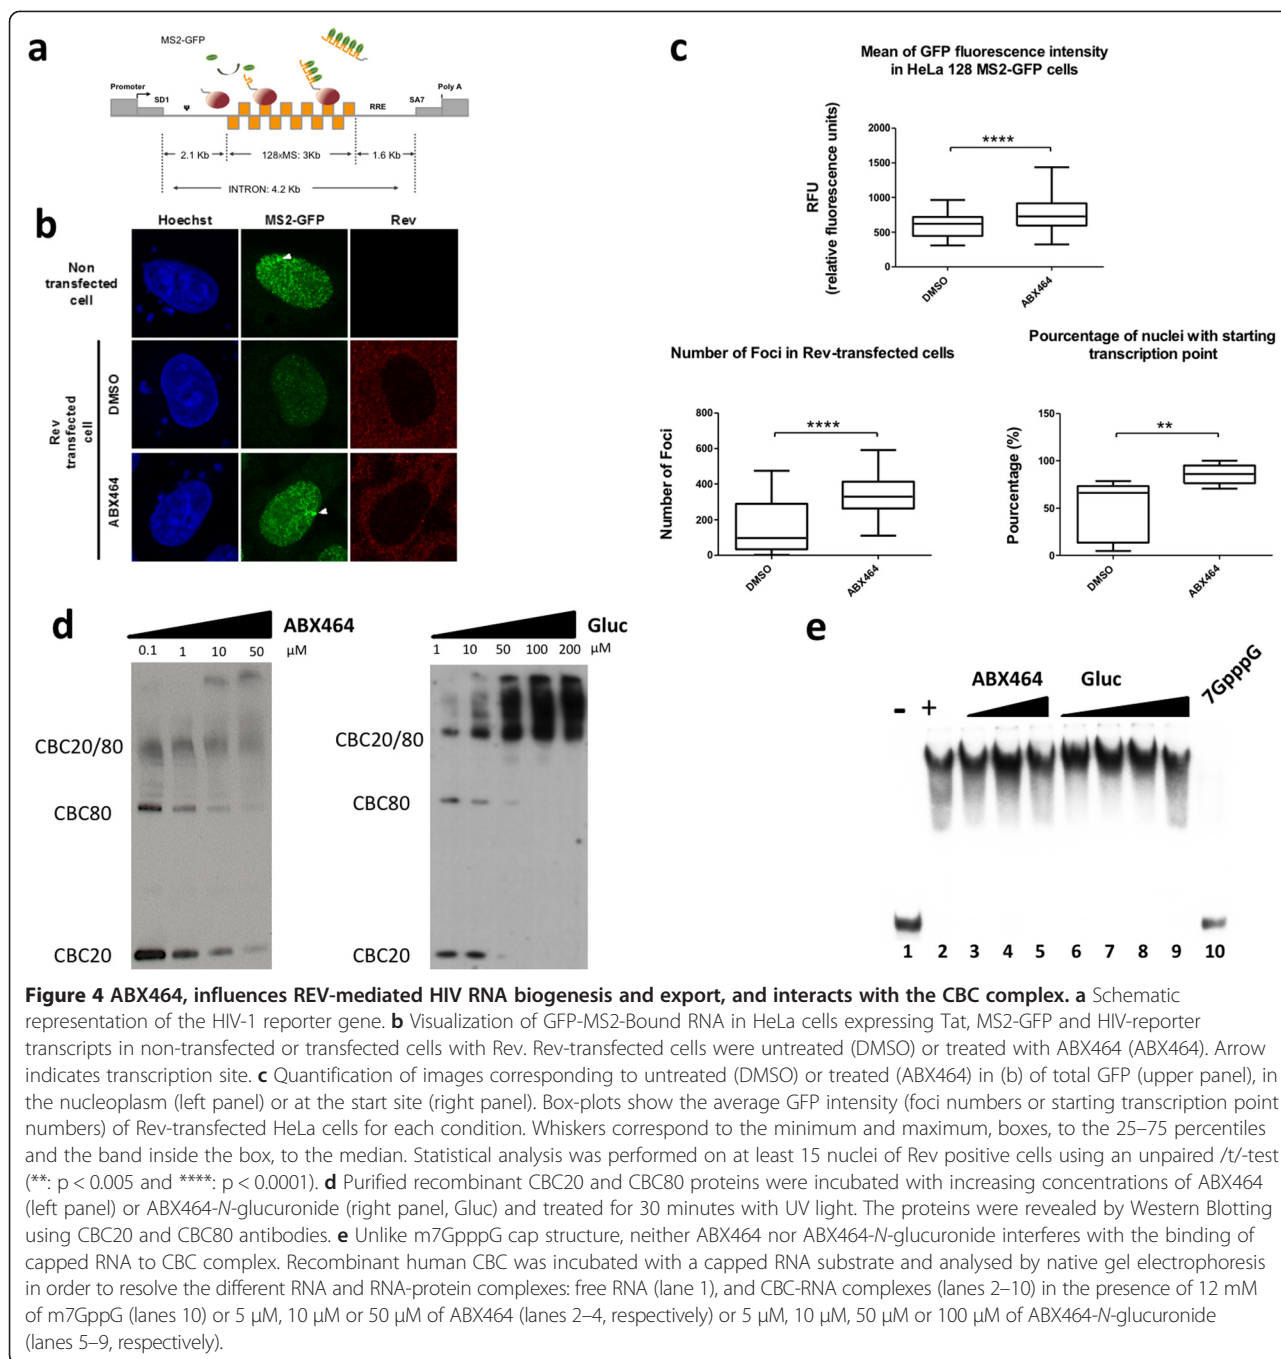 a
MS2-GFP
Promoter
SD1
Ψ
RRE
SA7
Poly A
2.1 Kb
128xMS: 3Kb
1.6 Kb
INTRON: 4.2 Kb
b
Hoechst
MS2-GFP
Rev
Non
transfected
cell
Rev
transfected
cell
DMSO
ABX464
c
Mean of GFP fluorescence intensity
in HeLa 128 MS2-GFP cells
RFU
(relative fluorescence units)
2000
1500
1000
500
0
****
DMSO
ABX464
Number of Foci in Rev-transfected cells
Number of Foci
800
600
400
200
0
****
DMSO
ABX464
Pourcentage of nuclei with starting
transcription point
Pourcentage (%)
150
100
50
0
**
DMSO
ABX464
d
ABX464
0.1 1 10 50 µM
CBC20/80
CBC80
CBC20
Gluc
1 10 50 100 200 µM
CBC20/80
CBC80
CBC20
e
- + ABX464 Gluc 7GpppG
1 2 3 4 5 6 7 8 9 10
Figure 4 ABX464, influences REV-mediated HIV RNA biogenesis and export, and interacts with the CBC complex. a Schematic
representation of the HIV-1 reporter gene. b Visualization of GFP-MS2-Bound RNA in HeLa cells expressing Tat, MS2-GFP and HIV-reporter
transcripts in non-transfected or transfected cells with Rev. Rev-transfected cells were untreated (DMSO) or treated with ABX464 (ABX464). Arrow
indicates transcription site. c Quantification of images corresponding to untreated (DMSO) or treated (ABX464) in (b) of total GFP (upper panel), in
the nucleoplasm (left panel) or at the start site (right panel). Box-plots show the average GFP intensity (foci numbers or starting transcription point
numbers) of Rev-transfected HeLa cells for each condition. Whiskers correspond to the minimum and maximum, boxes, to the 25–75 percentiles
and the band inside the box, to the median. Statistical analysis was performed on at least 15 nuclei of Rev positive cells using an unpaired /t/-test
(**: p < 0.005 and ****: p < 0.0001). d Purified recombinant CBC20 and CBC80 proteins were incubated with increasing concentrations of ABX464
(left panel) or ABX464-N-glucuronide (right panel, Gluc) and treated for 30 minutes with UV light. The proteins were revealed by Western Blotting
using CBC20 and CBC80 antibodies. e Unlike m7GpppG cap structure, neither ABX464 nor ABX464-N-glucuronide interferes with the binding of
capped RNA to CBC complex. Recombinant human CBC was incubated with a capped RNA substrate and analysed by native gel electrophoresis
in order to resolve the different RNA and RNA-protein complexes: free RNA (lane 1), and CBC-RNA complexes (lanes 2–10) in the presence of 12 mM
of m7GppG (lanes 10) or 5 µM, 10 µM or 50 µM of ABX464 (lanes 2–4, respectively) or 5 µM, 10 µM, 50 µM or 100 µM of ABX464-N-glucuronide
(lanes 5–9, respectively).